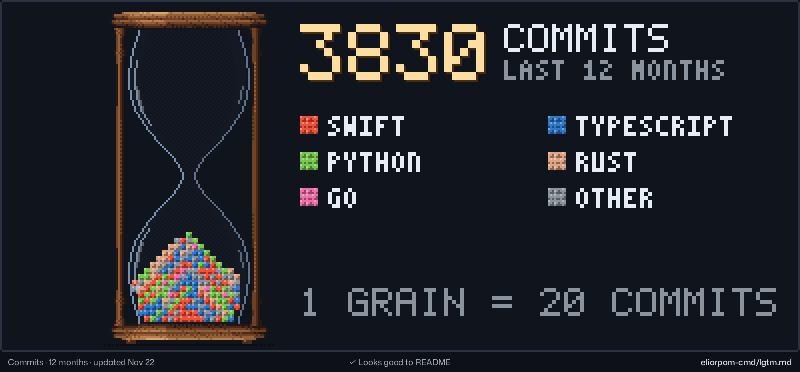 3830 COMMITS
LAST 12 MONTHS
SWIFT
TYPESCRIPT
PYTHON
RUST
GO
OTHER
1 GRAIN = 20 COMMITS
Commits · 12 months · updated Nov 22
✓ Looks good to README
eliorpom-cmd/lgtm.md